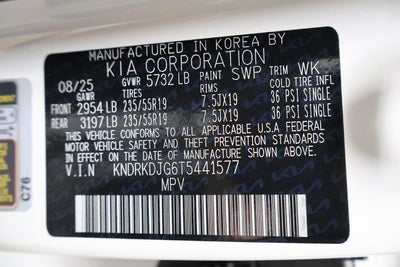 MANUFACTURED IN KOREA BY
KIA CORPORATION
08/25 GVWR 5732 LB PAINT SWP TRIM WK
GAWR TIRES RIMS COLD TIRE INFL
FRONT 2954 LB 235/55R19 7.5JX19 36 PSI SINGLE
REAR 3197 LB 235/55R19 7.5JX19 36 PSI SINGLE
THIS VEHICLE CONFORMS TO ALL APPLICABLE FEDERAL
MOTOR VEHICLE SAFETY AND THEFT PREVENTION STANDARDS
IN EFFECT ON THE DATE OF MANUFACTURE SHOWN ABOVE.
V.I.N KNDRKDJG6T5441577
MPV
C76